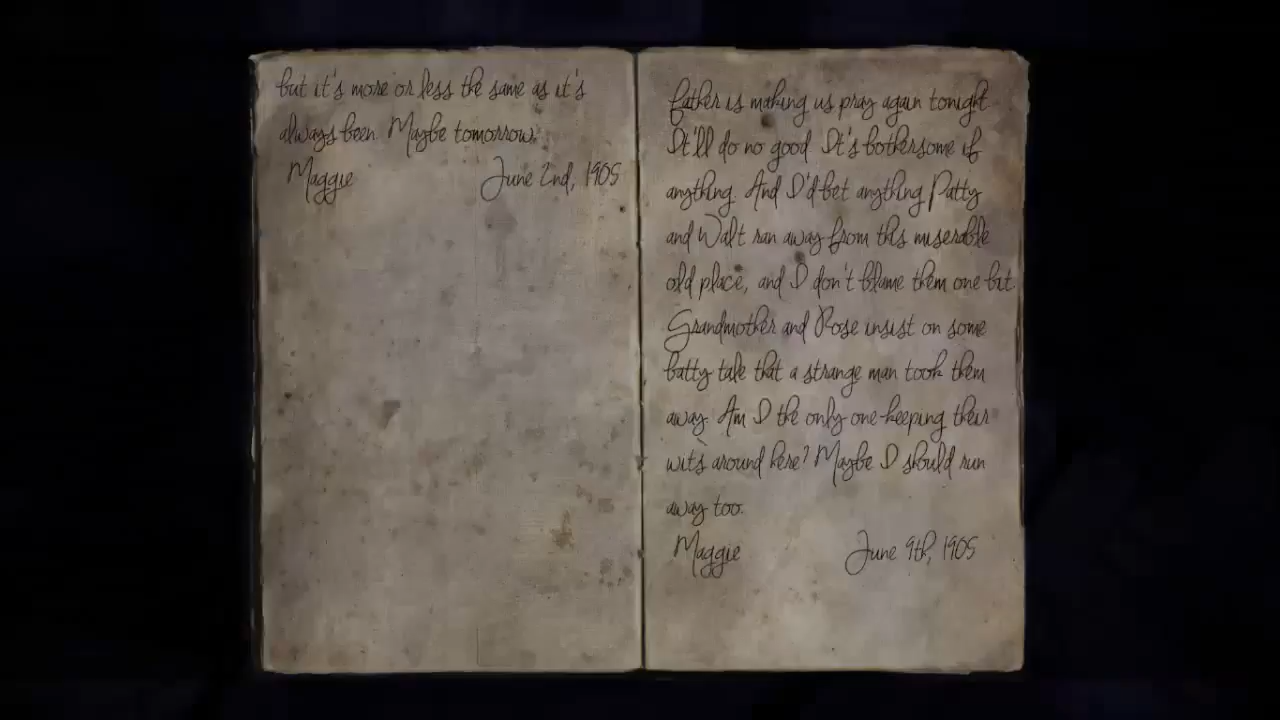 but it's more or less the same as it's
always been. Maybe tomorrow.
Maggie June 2nd, 1905
Father is making us pray again tonight.
It'll do no good. It's bothersome if
anything. And I'd bet anything Patty
and Walt ran away from this miserable
old place, and I don't blame them one bit.
Grandmother and Rose insist on some
batty tale that a strange man took them
away. Am I the only one keeping their
wits around here? Maybe I should run
away too.
Maggie June 9th, 1905